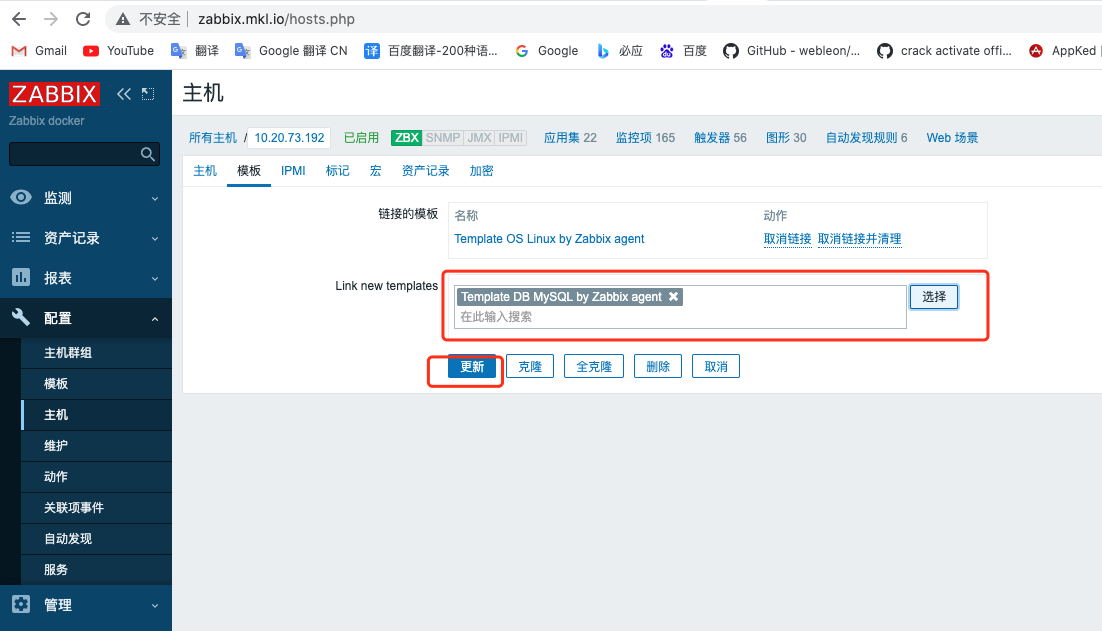 不安全 zabbix.mkl.io/hosts.php
Gmail YouTube 翻译 Google 翻译 CN 百度翻译-200种语... Google 必应 百度 GitHub - webleon/... crack activate offi... AppKed
ZABBIX
Zabbix docker
监测
资产记录
报表
配置
主机群组
模板
主机
维护
动作
关联项事件
自动发现
服务
管理
主机
所有主机 / 10.20.73.192 已启用 ZBX SNMP JMX IPMI 应用集 22 监控项 165 触发器 56 图形 30 自动发现规则 6 Web 场景
主机 模板 IPMI 标记 宏 资产记录 加密
链接的模板 名称 动作
Template OS Linux by Zabbix agent 取消链接 取消链接并清理
Link new templates Template DB MySQL by Zabbix agent 选择
在此输入搜索
更新 克隆 全克隆 删除 取消